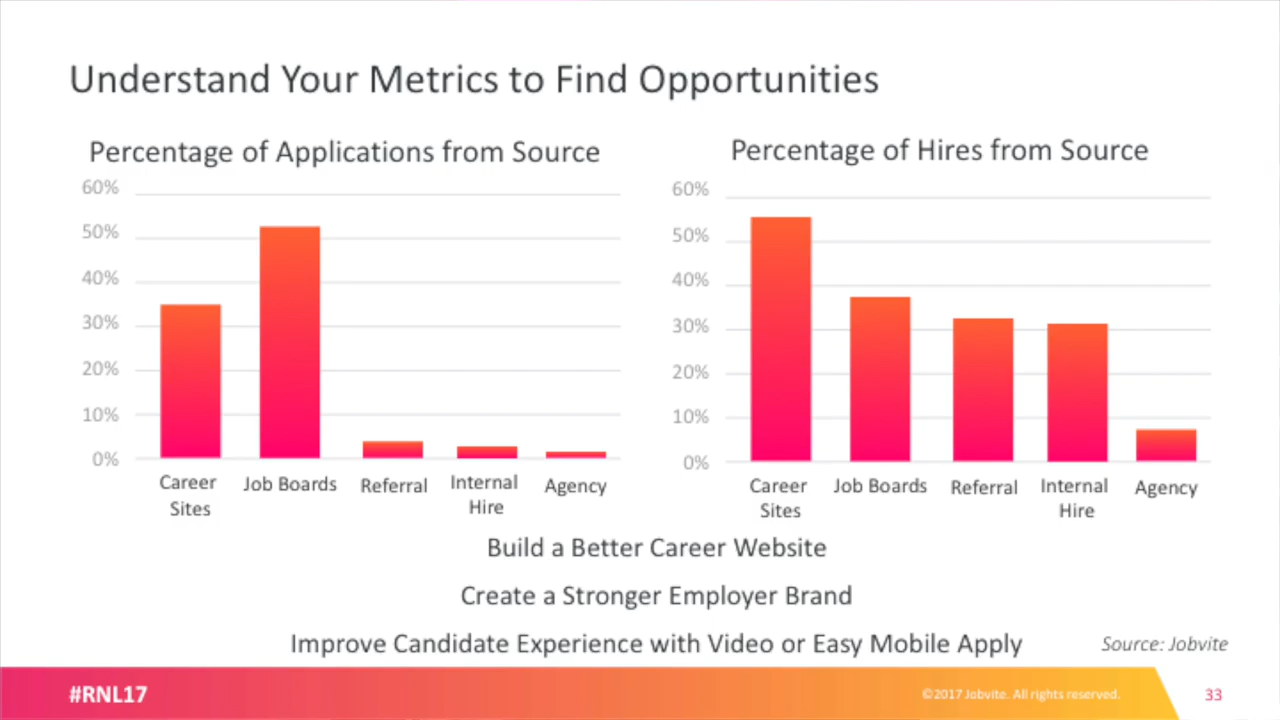 Understand Your Metrics to Find Opportunities
Percentage of Applications from Source
60%
50%
40%
30%
20%
10%
0%
Career
Sites
Job Boards
Referral
Internal
Hire
Agency
Percentage of Hires from Source
60%
50%
40%
30%
20%
10%
0%
Career
Sites
Job Boards
Referral
Internal
Hire
Agency
Build a Better Career Website
Create a Stronger Employer Brand
Improve Candidate Experience with Video or Easy Mobile Apply
Source: Jobvite
#RNL17
©2017 Jobvite. All rights reserved.
33